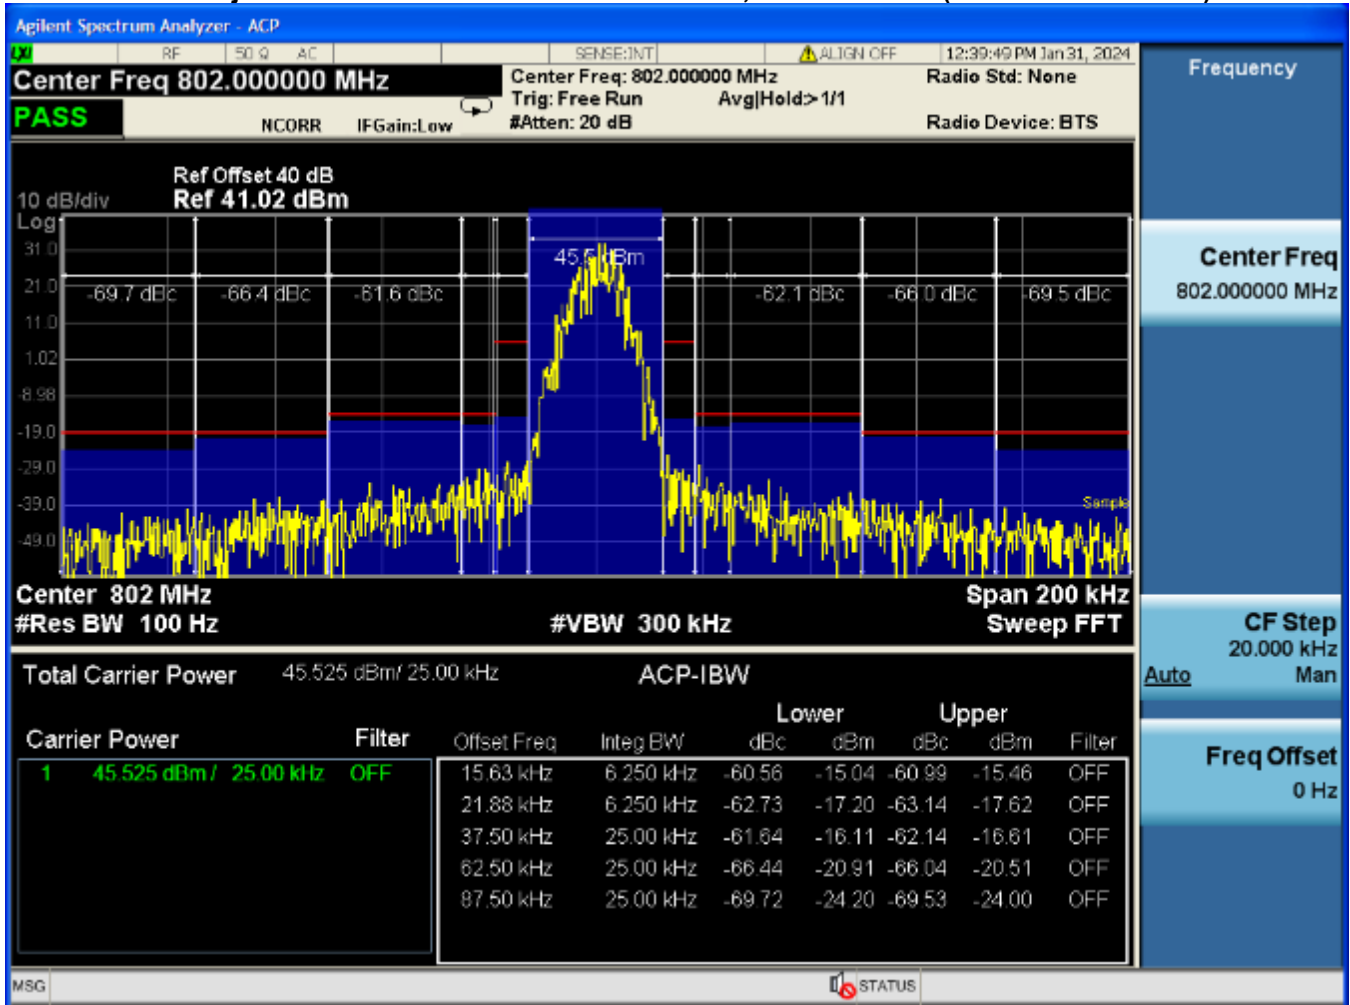 Agilent Spectrum Analyzer - ACP
LXI RF 50 Ω AC SENSE:INT ALIGN OFF 12:39:49 PM Jan 31, 2024
Center Freq 802.000000 MHz
Center Freq: 802.000000 MHz Radio Std: None
Trig: Free Run Avg|Hold:>1/1
PASS NCORR IFGain:Low #Atten: 20 dB Radio Device: BTS
Ref Offset 40 dB
10 dB/div Ref 41.02 dBm
Log
31.0
45.5 dBm
21.0
-69.7 dBc -66.4 dBc -61.6 dBc -62.1 dBc -66.0 dBc -69.5 dBc
11.0
1.02
-8.98
-19.0
-29.0
-39.0
Sample
-49.0
Center 802 MHz Span 200 kHz
#Res BW 100 Hz #VBW 300 kHz Sweep FFT
Total Carrier Power 45.525 dBm/ 25.00 kHz ACP-IBW
Lower Upper
Carrier Power Filter Offset Freq Integ BW dBc dBm dBc dBm Filter
1 45.525 dBm / 25.00 kHz OFF 15.63 kHz 6.250 kHz -60.56 -15.04 -60.99 -15.46 OFF
21.88 kHz 6.250 kHz -62.73 -17.20 -63.14 -17.62 OFF
37.50 kHz 25.00 kHz -61.64 -16.11 -62.14 -16.61 OFF
62.50 kHz 25.00 kHz -66.44 -20.91 -66.04 -20.51 OFF
87.50 kHz 25.00 kHz -69.72 -24.20 -69.53 -24.00 OFF
MSG STATUS
Frequency
Center Freq
802.000000 MHz
CF Step
20.000 kHz
Auto Man
Freq Offset
0 Hz